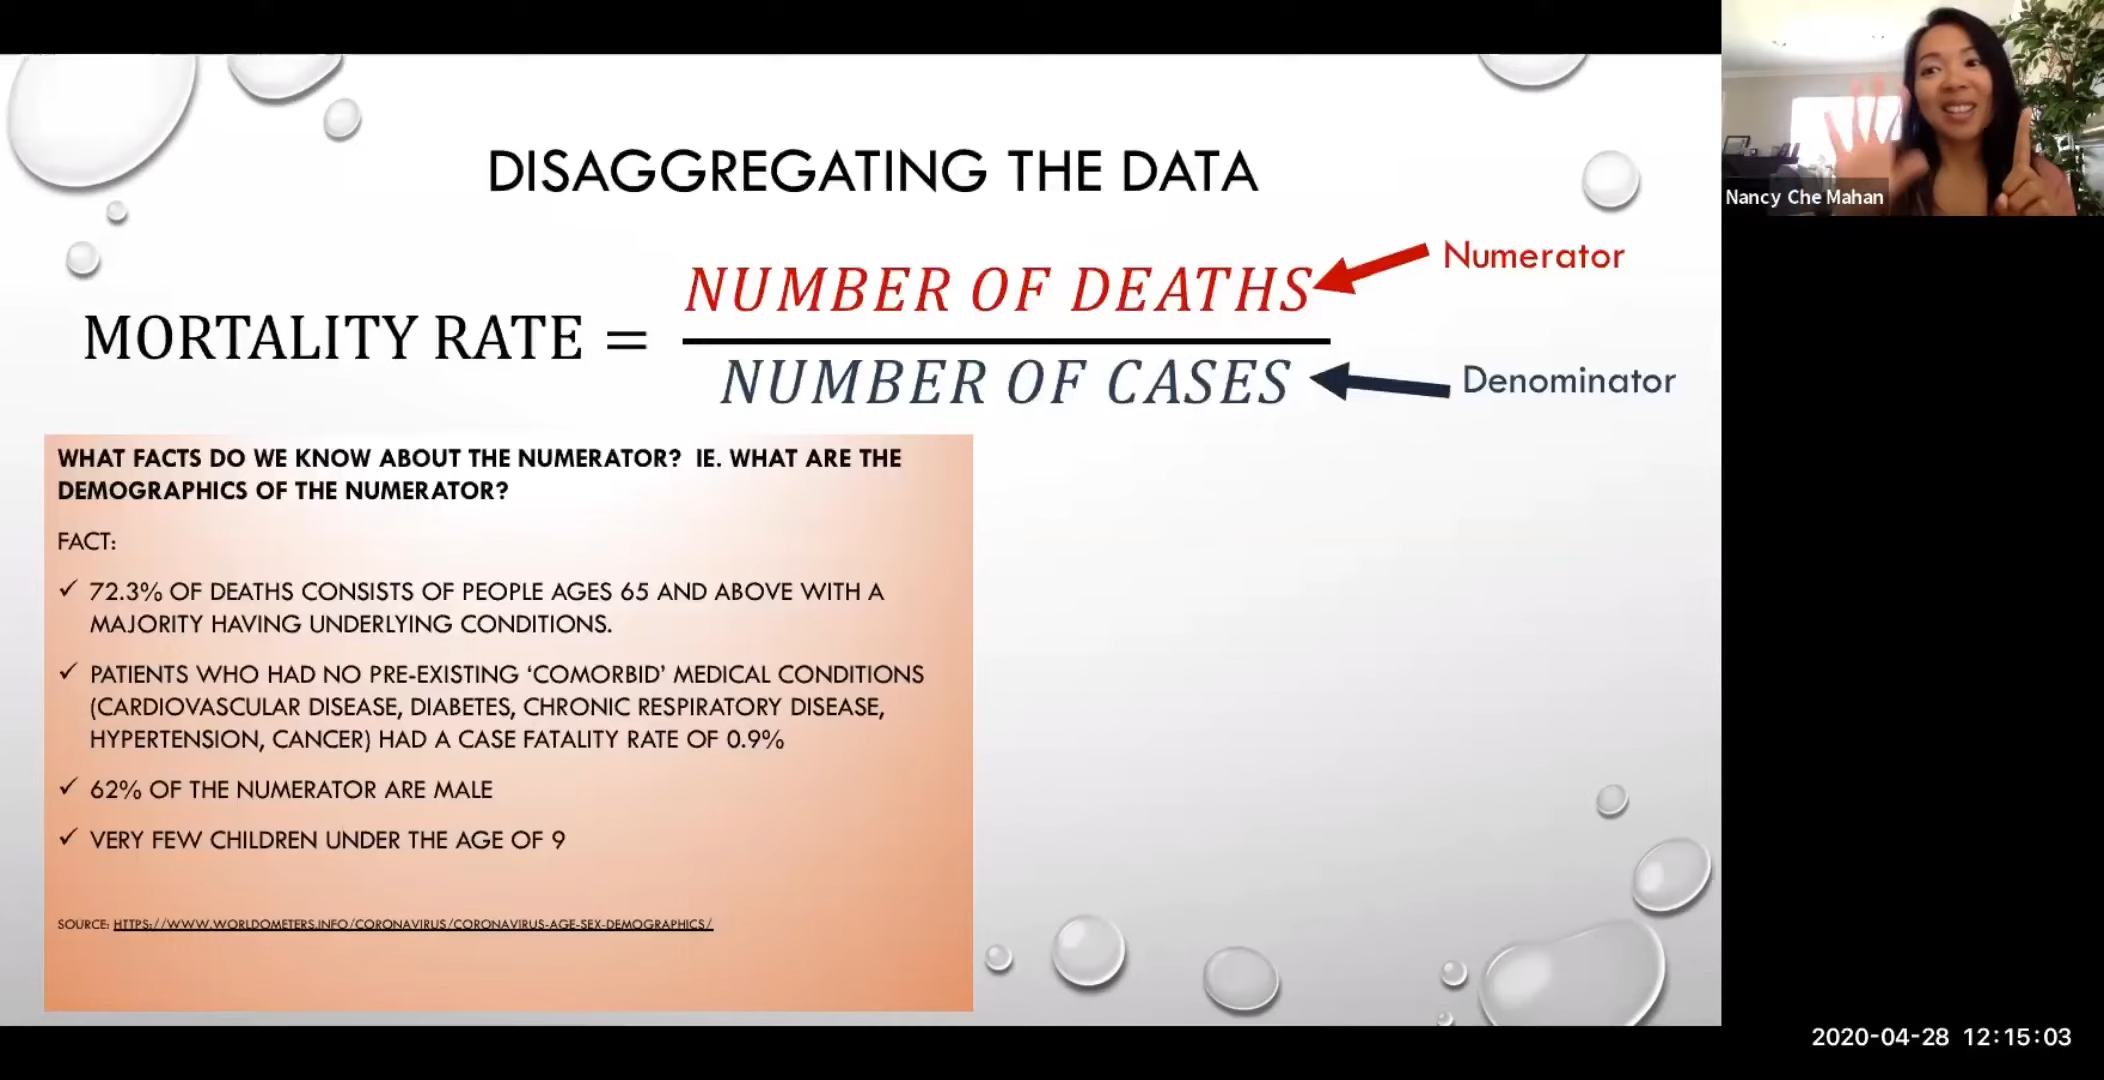 DISAGGREGATING THE DATA
MORTALITY RATE =
NUMBER OF DEATHS
NUMBER OF CASES
Numerator
Denominator
WHAT FACTS DO WE KNOW ABOUT THE NUMERATOR? IE. WHAT ARE THE
DEMOGRAPHICS OF THE NUMERATOR?
FACT:
✓ 72.3% OF DEATHS CONSISTS OF PEOPLE AGES 65 AND ABOVE WITH A
MAJORITY HAVING UNDERLYING CONDITIONS.
✓ PATIENTS WHO HAD NO PRE-EXISTING ‘COMORBID’ MEDICAL CONDITIONS
(CARDIOVASCULAR DISEASE, DIABETES, CHRONIC RESPIRATORY DISEASE,
HYPERTENSION, CANCER) HAD A CASE FATALITY RATE OF 0.9%
✓ 62% OF THE NUMERATOR ARE MALE
✓ VERY FEW CHILDREN UNDER THE AGE OF 9
SOURCE: HTTPS://WWW.WORLDOMETERS.INFO/CORONAVIRUS/CORONAVIRUS-AGE-SEX-DEMOGRAPHICS/
Nancy Che Mahan
2020-04-28 12:15:03